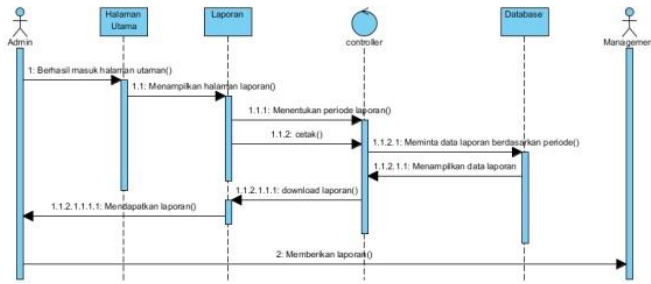 Halaman
Utama
Laporan
Database
Admin
controller
Managemen
1: Berhasil masuk halaman utaman()
1.1: Menampilkan halaman laporan()
1.1.1: Menentukan periode laporan()
1.1.2: cetak()
1.1.2.1: Meminta data laporan berdasarkan periode()
1.1.2.1.1: Menampilkan data laporan
1.1.2.1.1.1: download laporan()
1.1.2.1.1.1.1: Mendapatkan laporan()
2: Memberikan laporan()